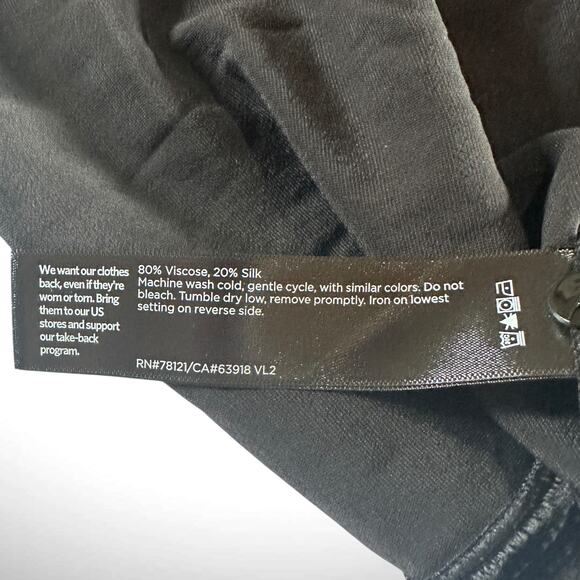 We want our clothes
back, even if they're
worn or torn. Bring
them to our US
stores and support
our take-back
program.
80% Viscose, 20% Silk
Machine wash cold, gentle cycle, with similar colors. Do not
bleach. Tumble dry low, remove promptly. Iron on lowest
setting on reverse side.
RN#78121/CA#63918 VL2